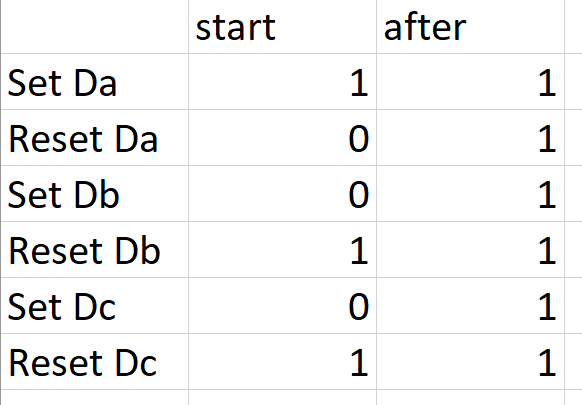 start after
Set Da 1 1
Reset Da 0 1
Set Db 0 1
Reset Db 1 1
Set Dc 0 1
Reset Dc 1 1